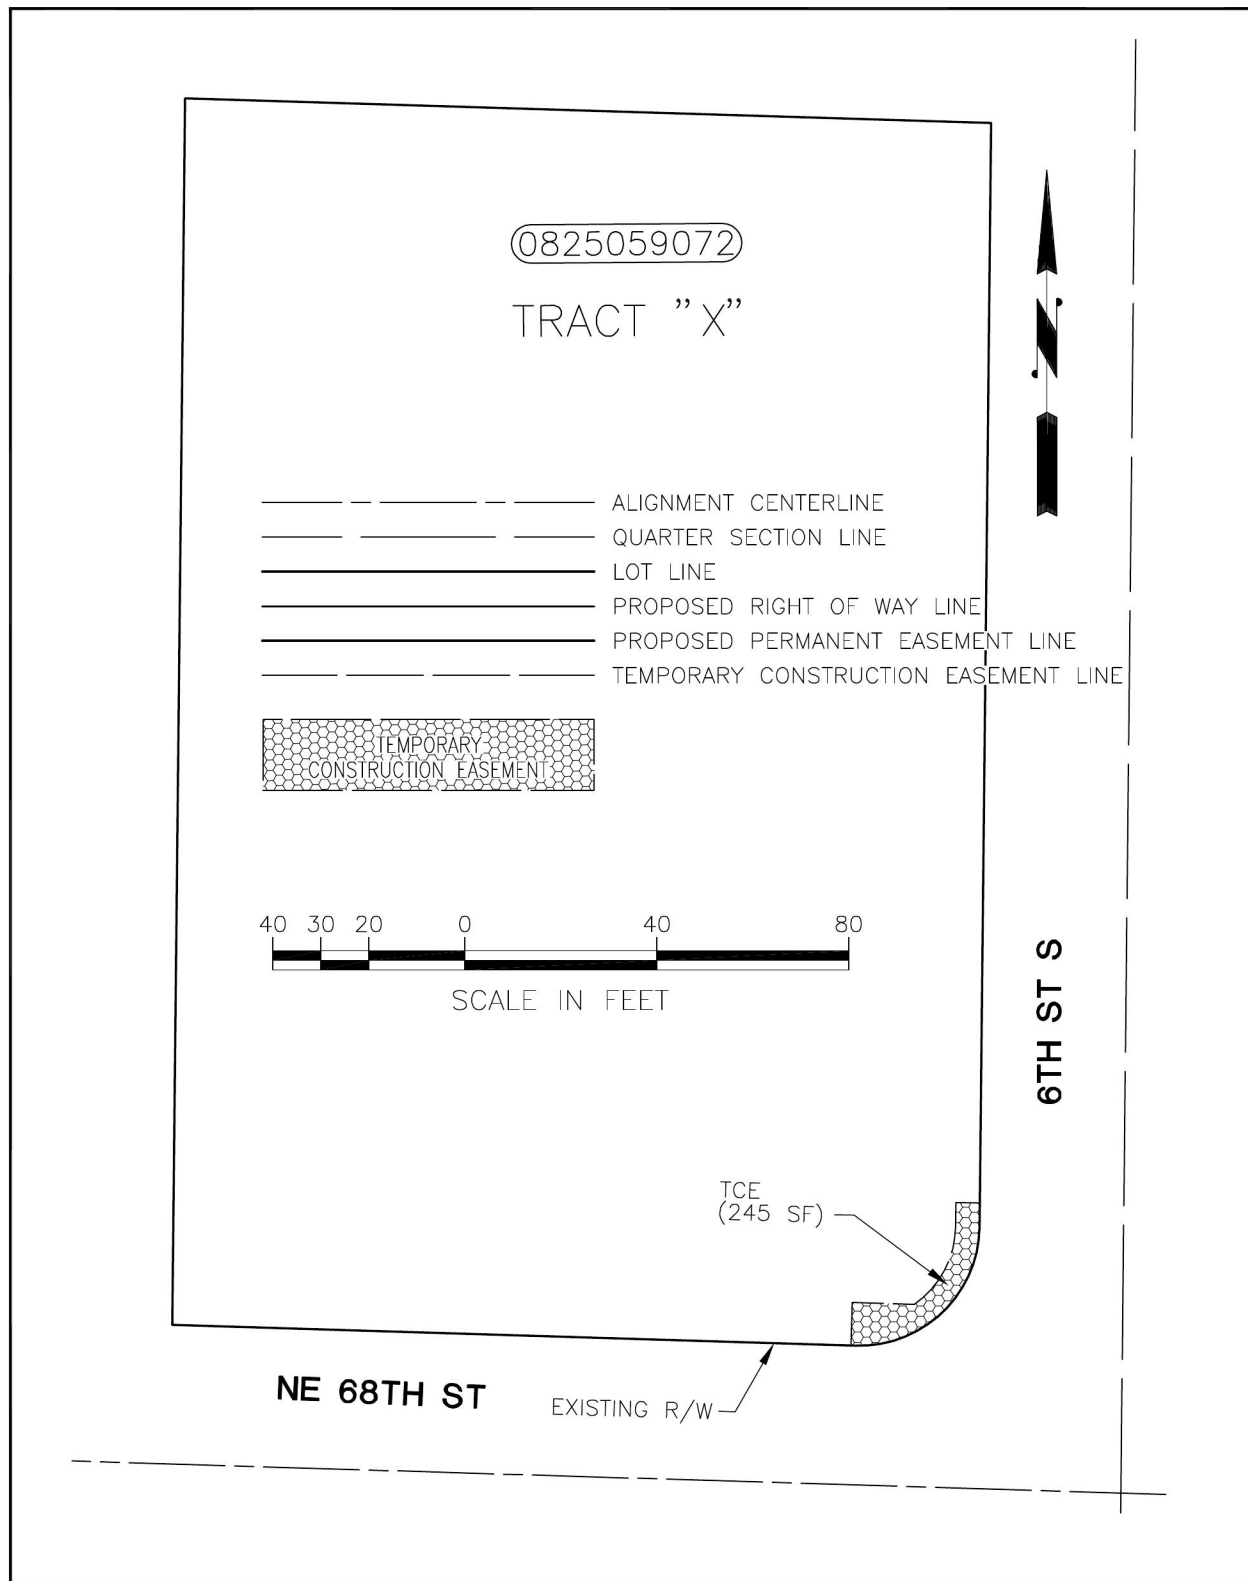 0825059072
TRACT "X"
ALIGNMENT CENTERLINE
QUARTER SECTION LINE
LOT LINE
PROPOSED RIGHT OF WAY LINE
PROPOSED PERMANENT EASEMENT LINE
TEMPORARY CONSTRUCTION EASEMENT LINE
TEMPORARY
CONSTRUCTION EASEMENT
40 30 20 0 40 80
SCALE IN FEET
6TH ST S
TCE
(245 SF)
NE 68TH ST
EXISTING R/W
N